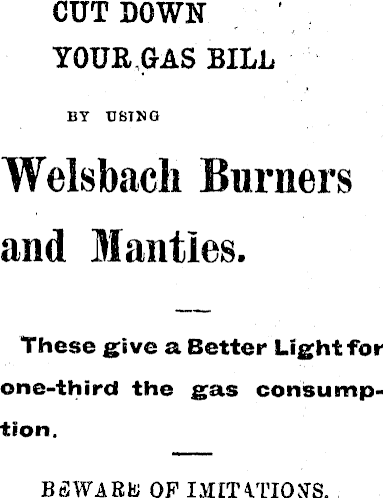 CUT DOWN
YOUR GAS BILL
BY USING
Welsbach Burners
and Mantles.
These give a Better Light for
one-third the gas consump-
tion.
BEWARE OF IMITATIONS.